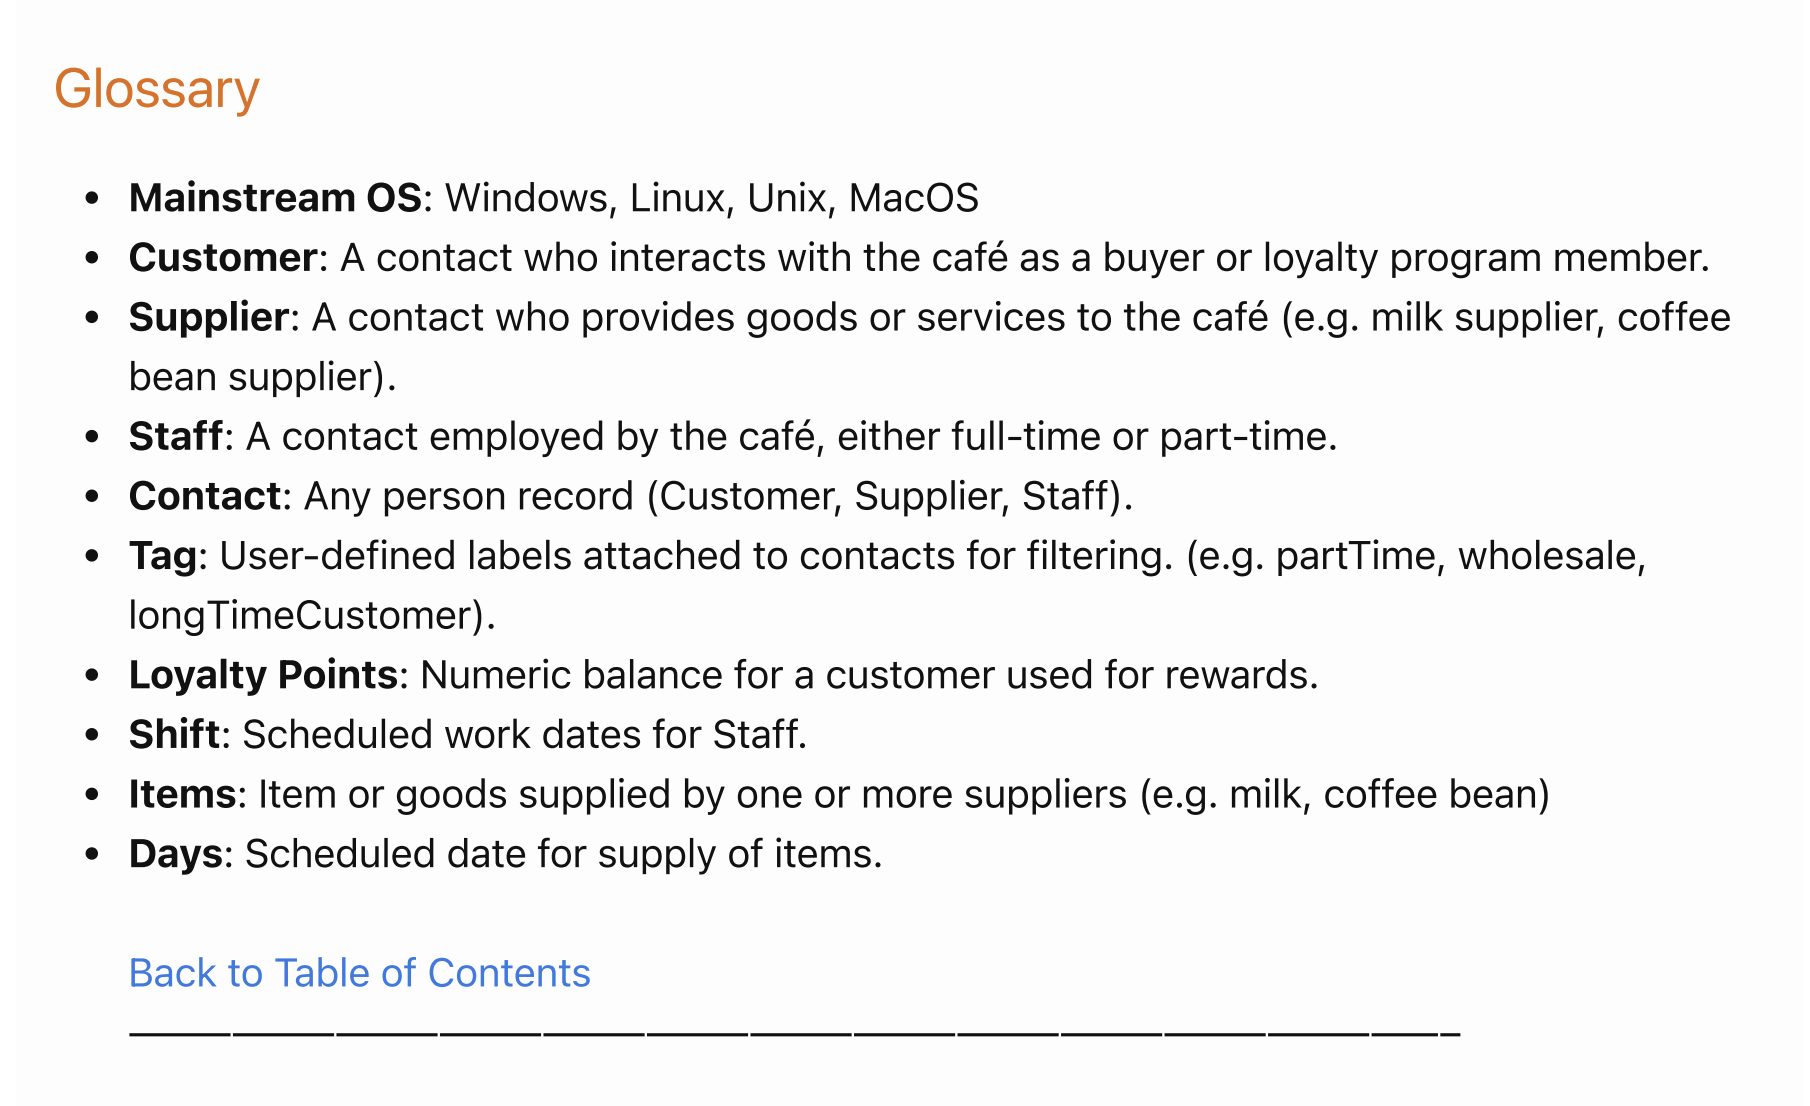 Glossary
• Mainstream OS: Windows, Linux, Unix, MacOS
• Customer: A contact who interacts with the café as a buyer or loyalty program member.
• Supplier: A contact who provides goods or services to the café (e.g. milk supplier, coffee
bean supplier).
• Staff: A contact employed by the café, either full-time or part-time.
• Contact: Any person record (Customer, Supplier, Staff).
• Tag: User-defined labels attached to contacts for filtering. (e.g. partTime, wholesale,
longTimeCustomer).
• Loyalty Points: Numeric balance for a customer used for rewards.
• Shift: Scheduled work dates for Staff.
• Items: Item or goods supplied by one or more suppliers (e.g. milk, coffee bean)
• Days: Scheduled date for supply of items.
Back to Table of Contents